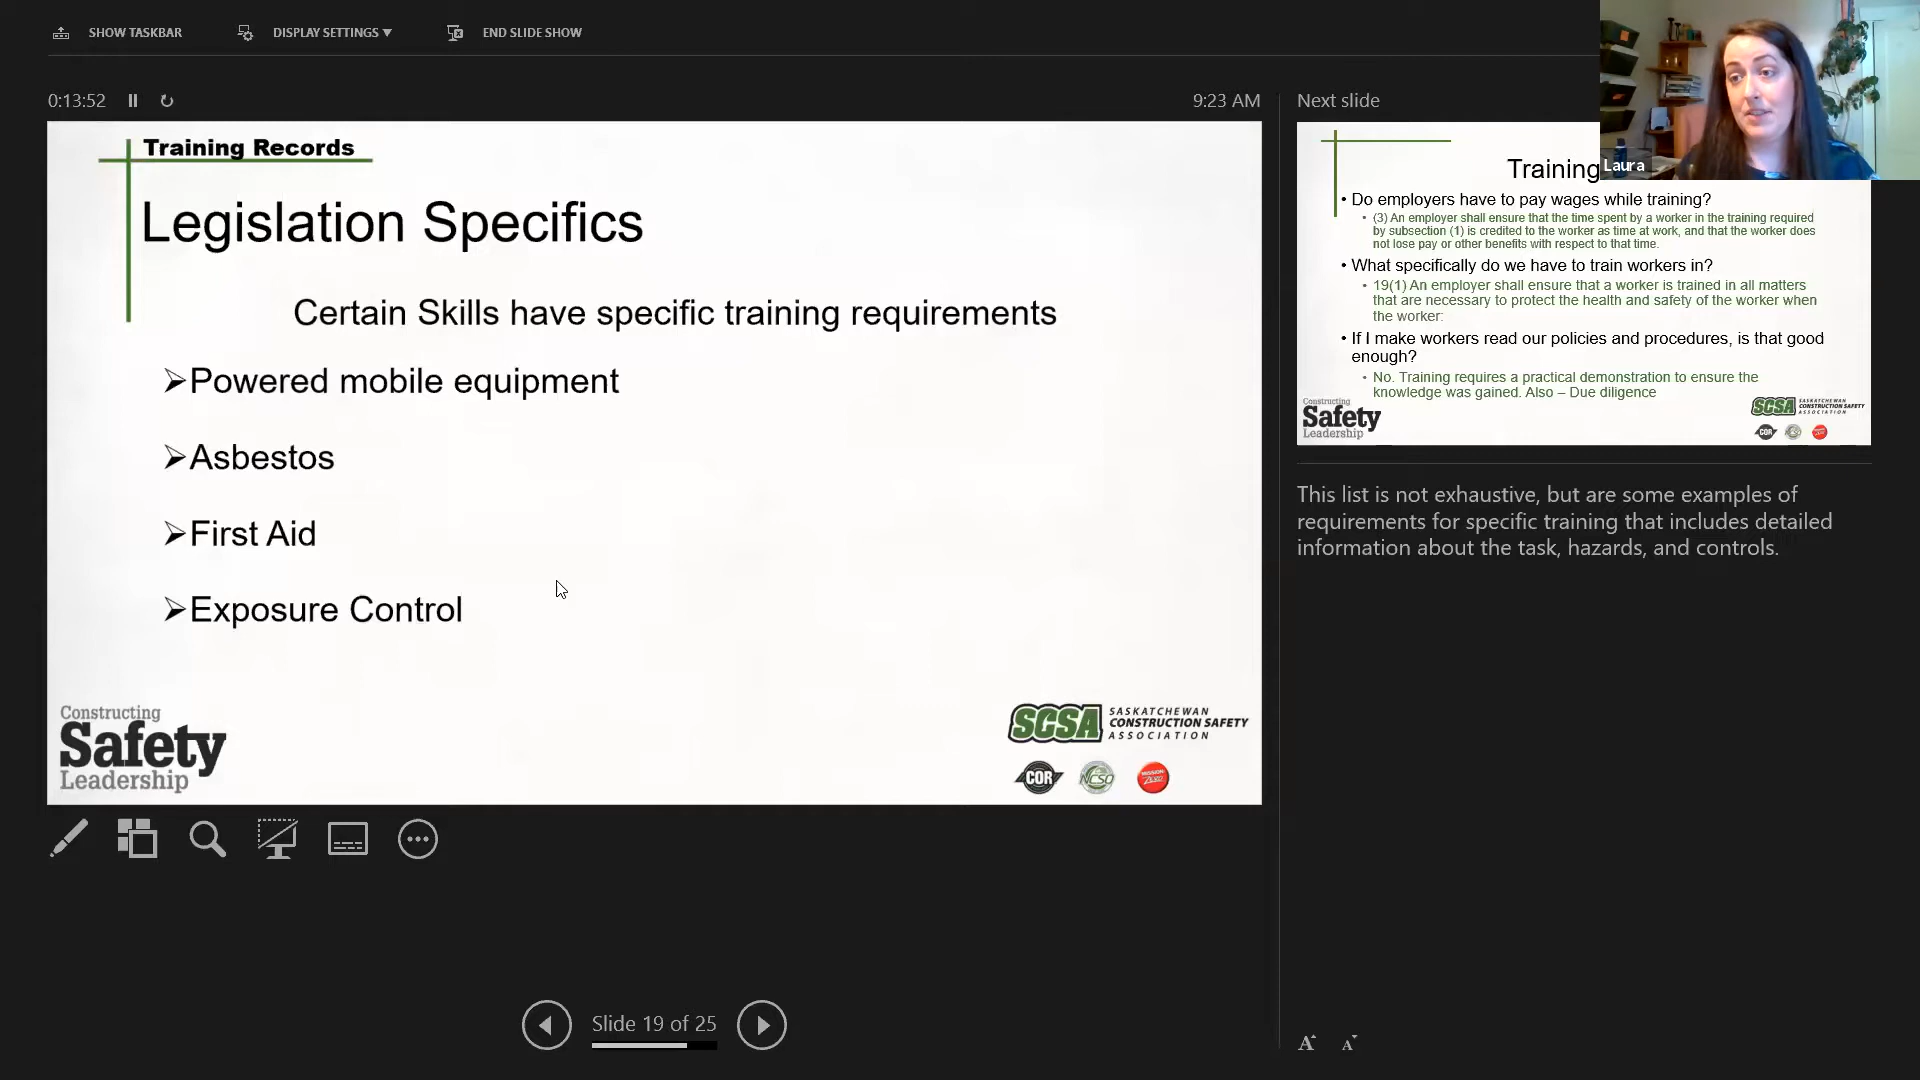 SHOW TASKBAR
DISPLAY SETTINGS ▼
END SLIDE SHOW
0:13:52
9:23 AM
Training Records
Legislation Specifics
Certain Skills have specific training requirements
➢Powered mobile equipment
➢Asbestos
➢First Aid
➢Exposure Control
Constructing
Safety
Leadership
SCSA
SASKATCHEWAN
CONSTRUCTION SAFETY
ASSOCIATION
COR
NCSO
MISSION:
ZERO
Slide 19 of 25
Next slide
Laura
Training
• Do employers have to pay wages while training?
• (3) An employer shall ensure that the time spent by a worker in the training required
by subsection (1) is credited to the worker as time at work, and that the worker does
not lose pay or other benefits with respect to that time.
• What specifically do we have to train workers in?
• 19(1) An employer shall ensure that a worker is trained in all matters
that are necessary to protect the health and safety of the worker when
the worker:
• If I make workers read our policies and procedures, is that good
enough?
• No. Training requires a practical demonstration to ensure the
knowledge was gained. Also – Due diligence
Constructing
Safety
Leadership
SCSA
SASKATCHEWAN
CONSTRUCTION SAFETY
ASSOCIATION
COR
This list is not exhaustive, but are some examples of
requirements for specific training that includes detailed
information about the task, hazards, and controls.
A A